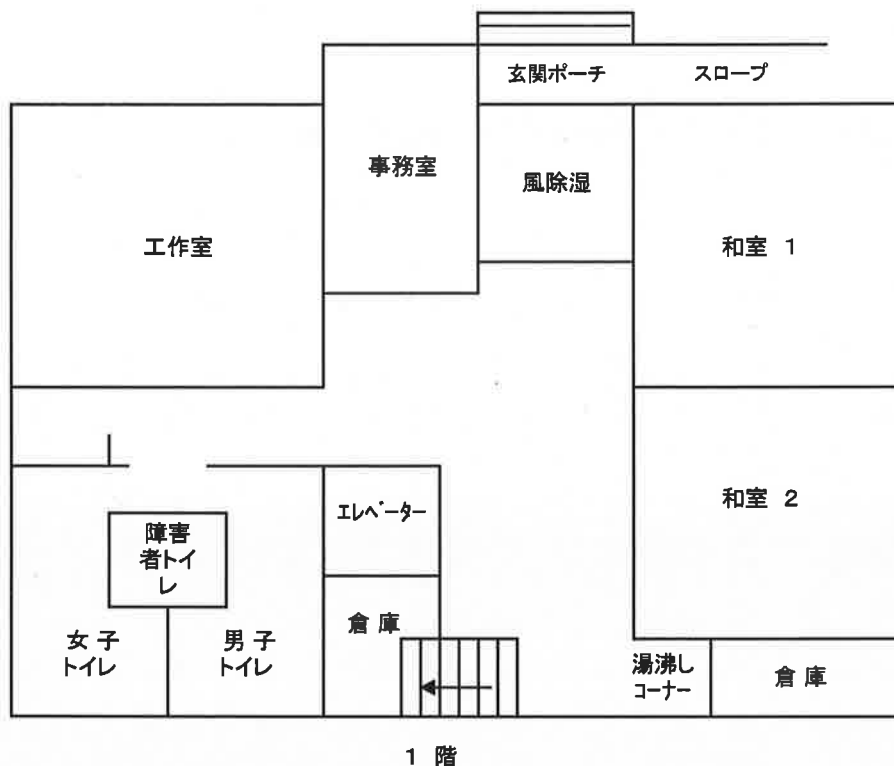 玄関ポーチ
スロープ
事務室
風除湿
工作室
和室 1
和室 2
エレベーター
障害
者トイ
レ
倉 庫
女 子
トイレ
男 子
トイレ
湯沸し
コーナー
倉 庫
1 階